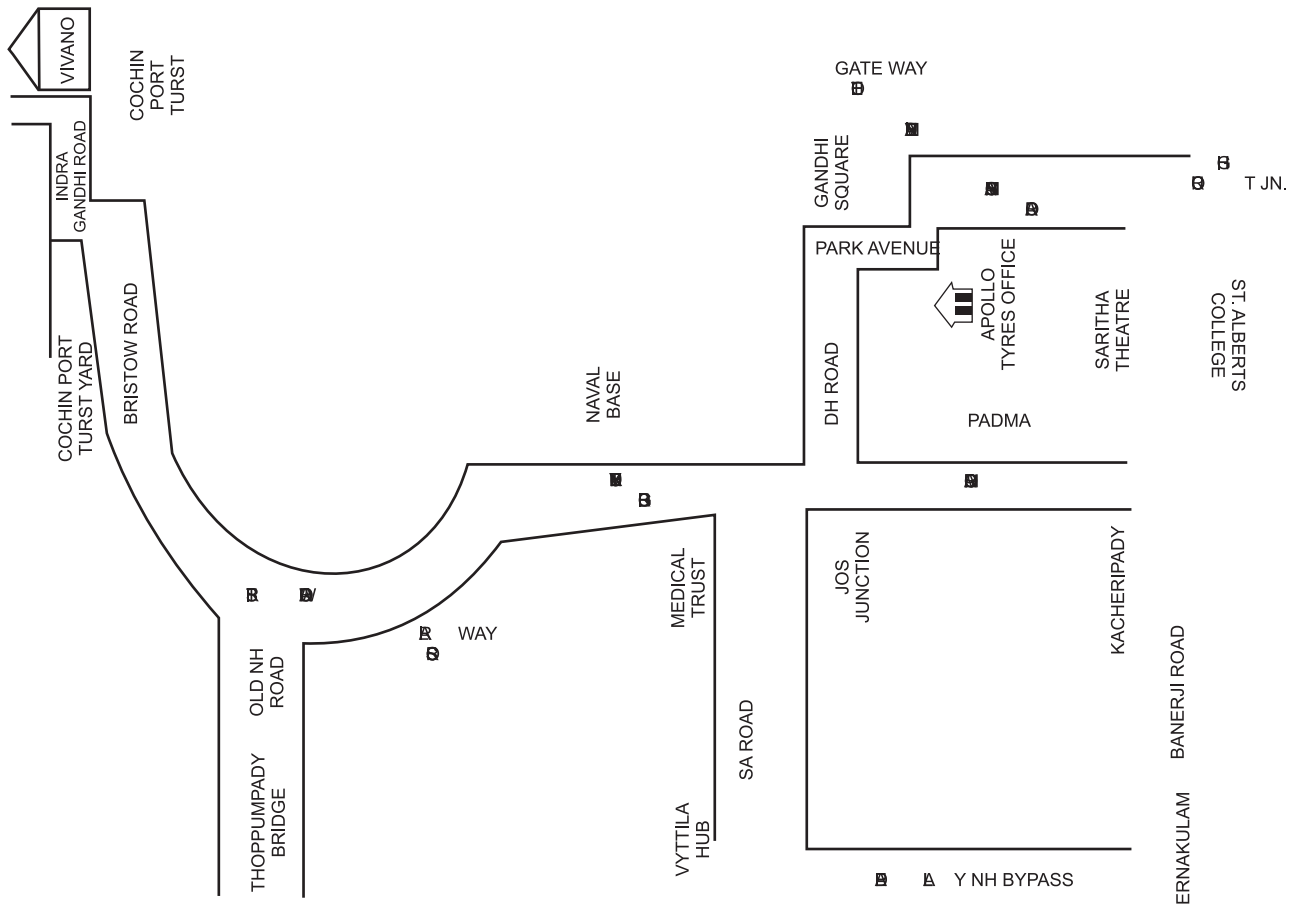 VIVANO
COCHIN
PORT
TURST
INDRA
GANDHI ROAD
BRISTOW ROAD
COCHIN PORT
TURST YARD
GATE WAY
GANDHI
SQUARE
T JN.
PARK AVENUE
APOLLO
TYRES OFFICE
SARITHA
THEATRE
ST. ALBERTS
COLLEGE
DH ROAD
NAVAL
BASE
PADMA
MEDICAL
TRUST
JOS
JUNCTION
KACHERIPADY
WAY
OLD NH
ROAD
SA ROAD
BANERJI ROAD
THOPPUMPADY
BRIDGE
VYTTILA
HUB
ERNAKULAM
Y NH BYPASS